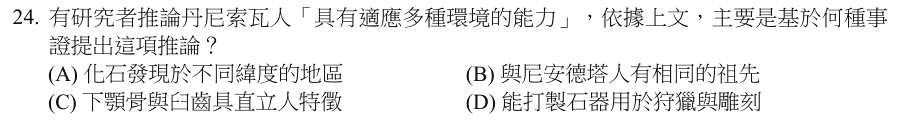 24. 有研究者推論丹尼索瓦人「具有適應多種環境的能力」，依據上文，主要是基於何種事
證提出這項推論？
(A) 化石發現於不同緯度的地區 (B) 與尼安德塔人有相同的祖先
(C) 下顎骨與臼齒具直立人特徵 (D) 能打製石器用於狩獵與雕刻